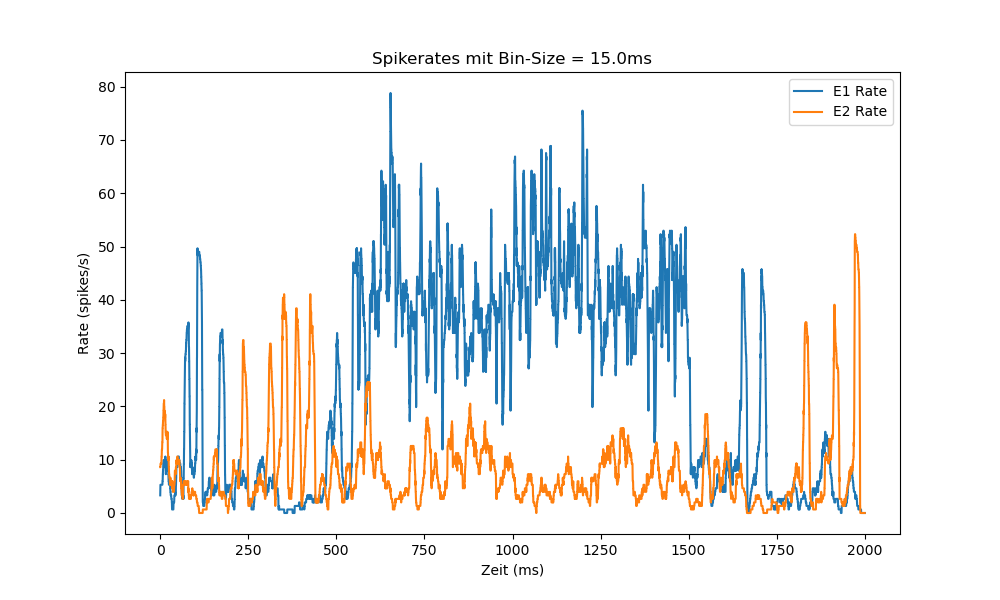 Spikerates mit Bin-Size = 15.0ms
E1 Rate
E2 Rate
80
70
60
50
40
30
20
10
0
Rate (spikes/s)
0 250 500 750 1000 1250 1500 1750 2000
Zeit (ms)